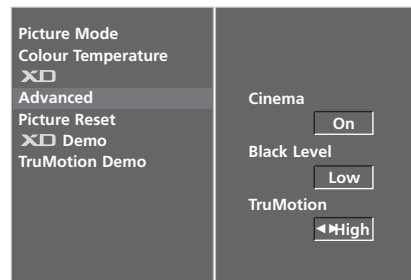 Picture Mode
Colour Temperature
XD
Advanced
Picture Reset
XD Demo
TruMotion Demo
Cinema
On
Black Level
Low
TruMotion
◄►High